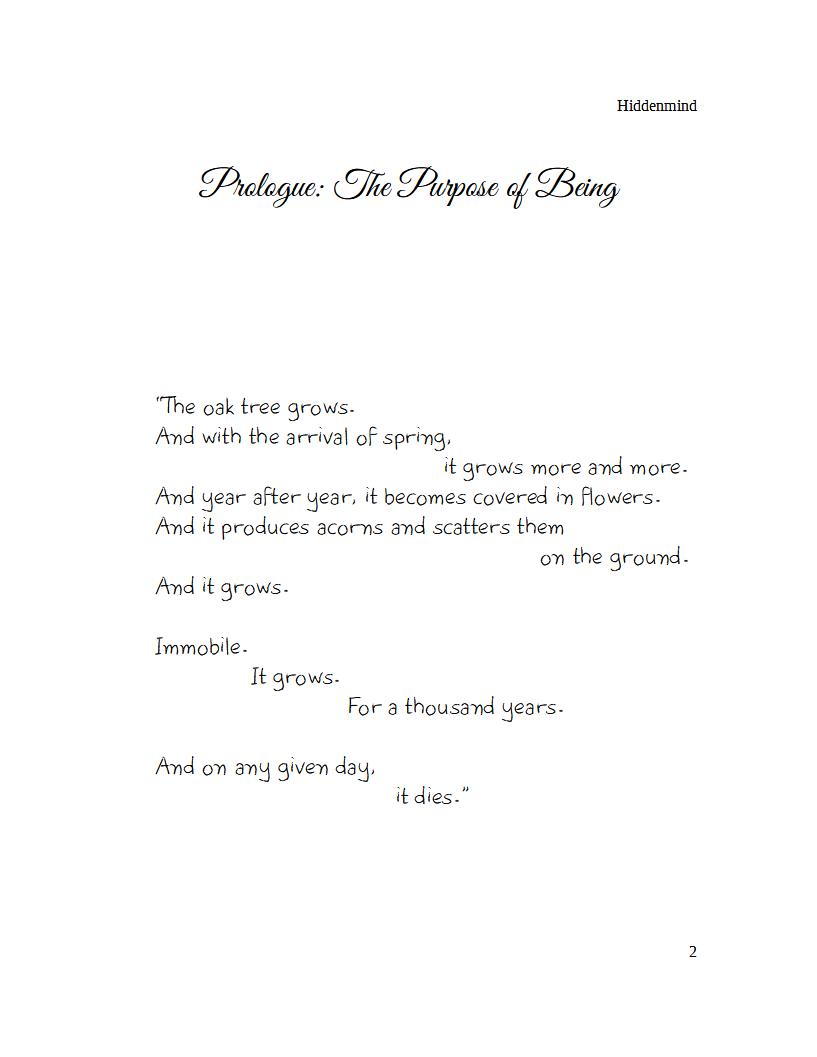 Hiddenmind
Prologue: The Purpose of Being
“The oak tree grows.
And with the arrival of spring,
it grows more and more.
And year after year, it becomes covered in flowers.
And it produces acorns and scatters them
on the ground.
And it grows.
Immobile.
It grows.
For a thousand years.
And on any given day,
it dies.”
2